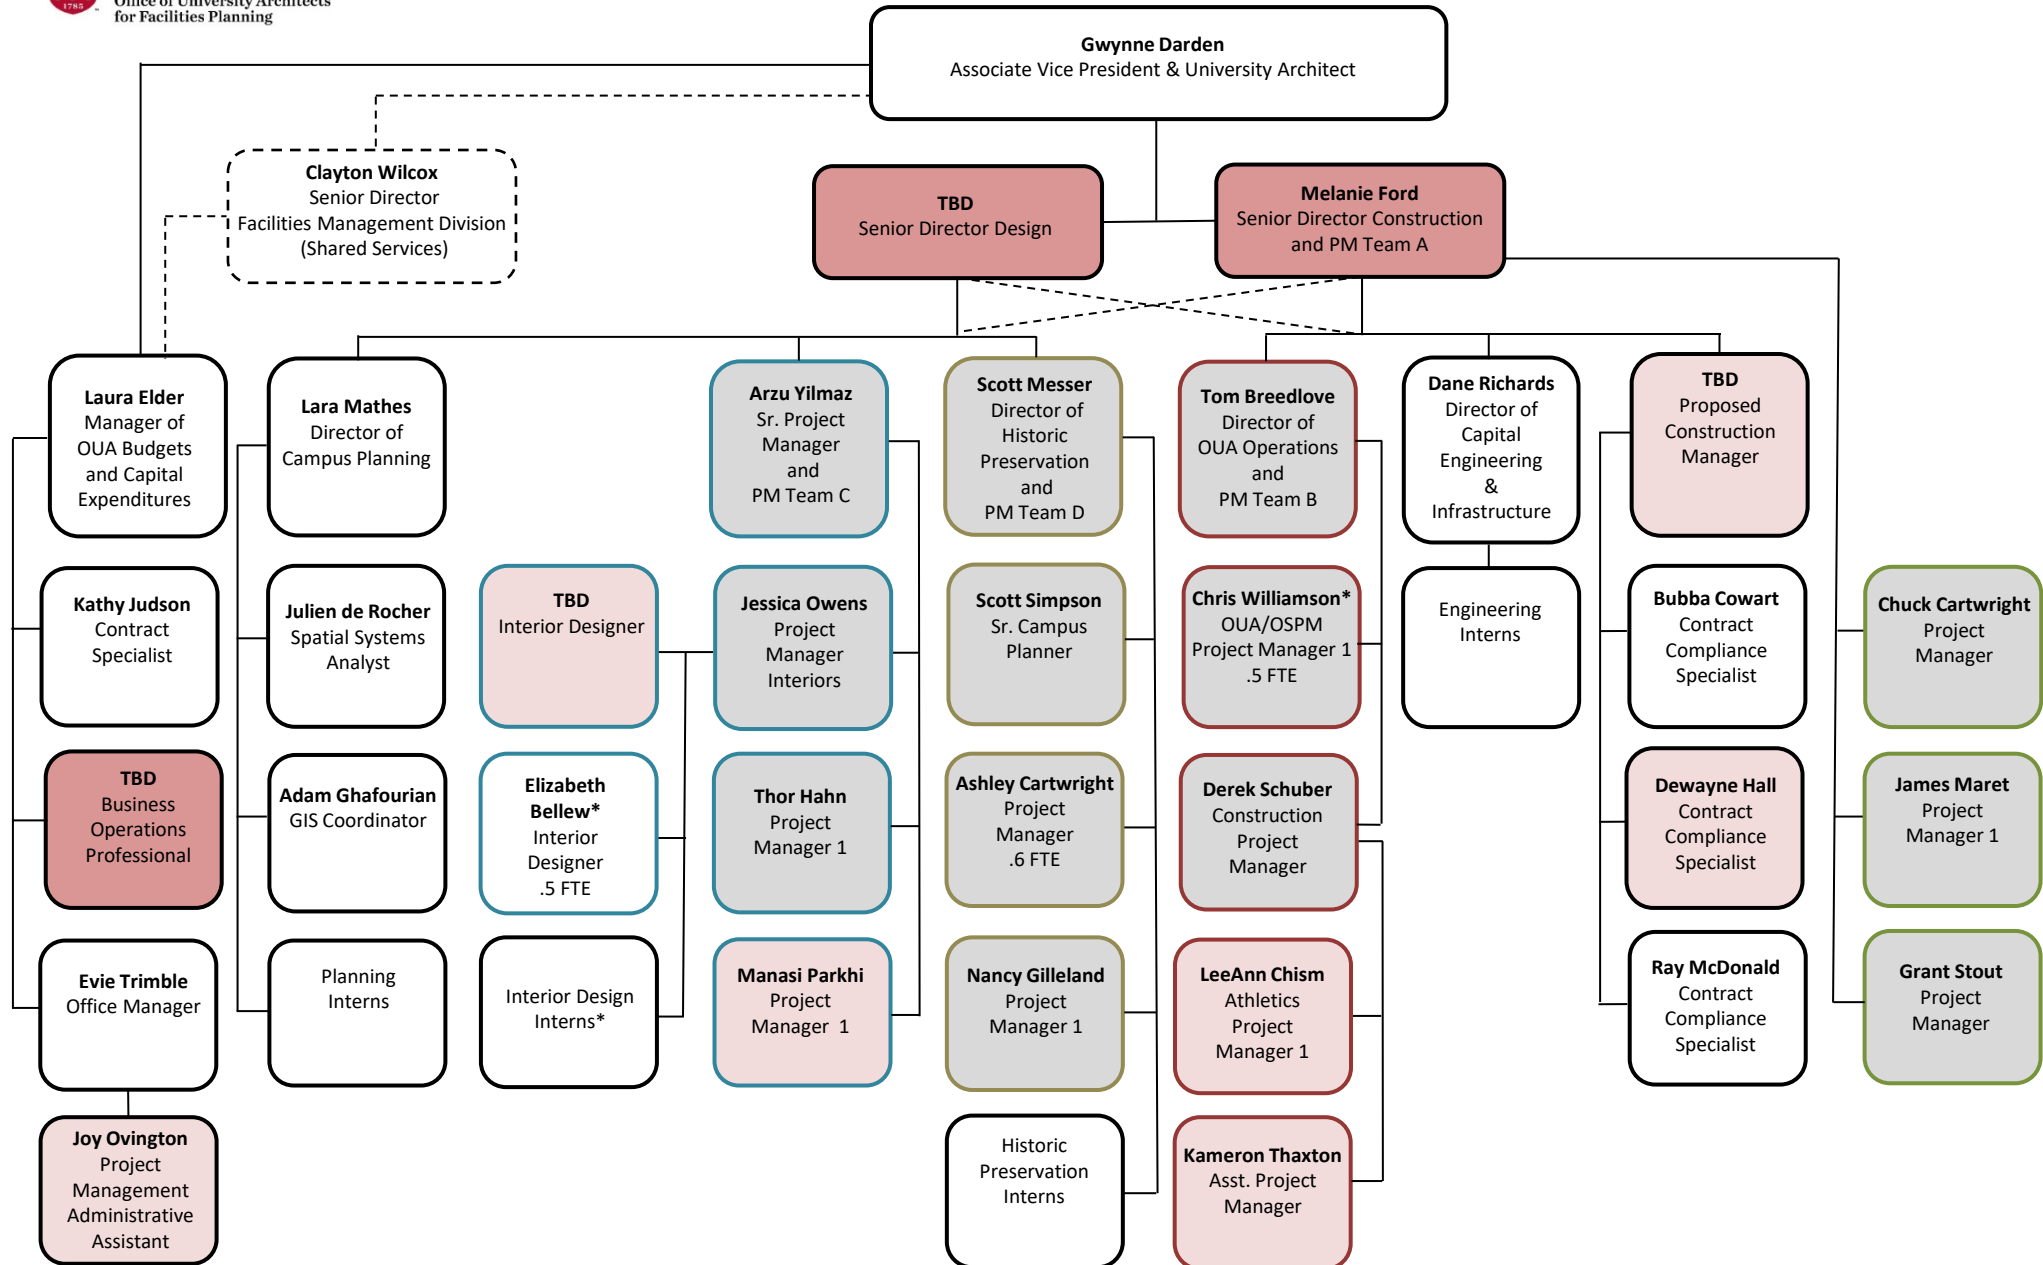 1785
Office of University Architects
for Facilities Planning
Gwynne Darden
Associate Vice President & University Architect
Clayton Wilcox
Senior Director
Facilities Management Division
(Shared Services)
TBD
Senior Director Design
Melanie Ford
Senior Director Construction
and PM Team A
Laura Elder
Manager of
OUA Budgets
and Capital
Expenditures
Lara Mathes
Director of
Campus Planning
Arzu Yilmaz
Sr. Project
Manager
and
PM Team C
Scott Messer
Director of
Historic
Preservation
and
PM Team D
Tom Breedlove
Director of
OUA Operations
and
PM Team B
Dane Richards
Director of
Capital
Engineering
&
Infrastructure
TBD
Proposed
Construction
Manager
Kathy Judson
Contract
Specialist
Julien de Rocher
Spatial Systems
Analyst
TBD
Interior Designer
Jessica Owens
Project
Manager
Interiors
Scott Simpson
Sr. Campus
Planner
Chris Williamson*
OUA/OSPM
Project Manager 1
.5 FTE
Engineering
Interns
Bubba Cowart
Contract
Compliance
Specialist
Chuck Cartwright
Project
Manager
TBD
Business
Operations
Professional
Adam Ghafourian
GIS Coordinator
Elizabeth
Bellew*
Interior
Designer
.5 FTE
Thor Hahn
Project
Manager 1
Ashley Cartwright
Project
Manager
.6 FTE
Derek Schuber
Construction
Project
Manager
Dewayne Hall
Contract
Compliance
Specialist
James Maret
Project
Manager 1
Evie Trimble
Office Manager
Planning
Interns
Interior Design
Interns*
Manasi Parkhi
Project
Manager 1
Nancy Gilleland
Project
Manager 1
LeeAnn Chism
Athletics
Project
Manager 1
Ray McDonald
Contract
Compliance
Specialist
Grant Stout
Project
Manager
Joy Ovington
Project
Management
Administrative
Assistant
Historic
Preservation
Interns
Kameron Thaxton
Asst. Project
Manager